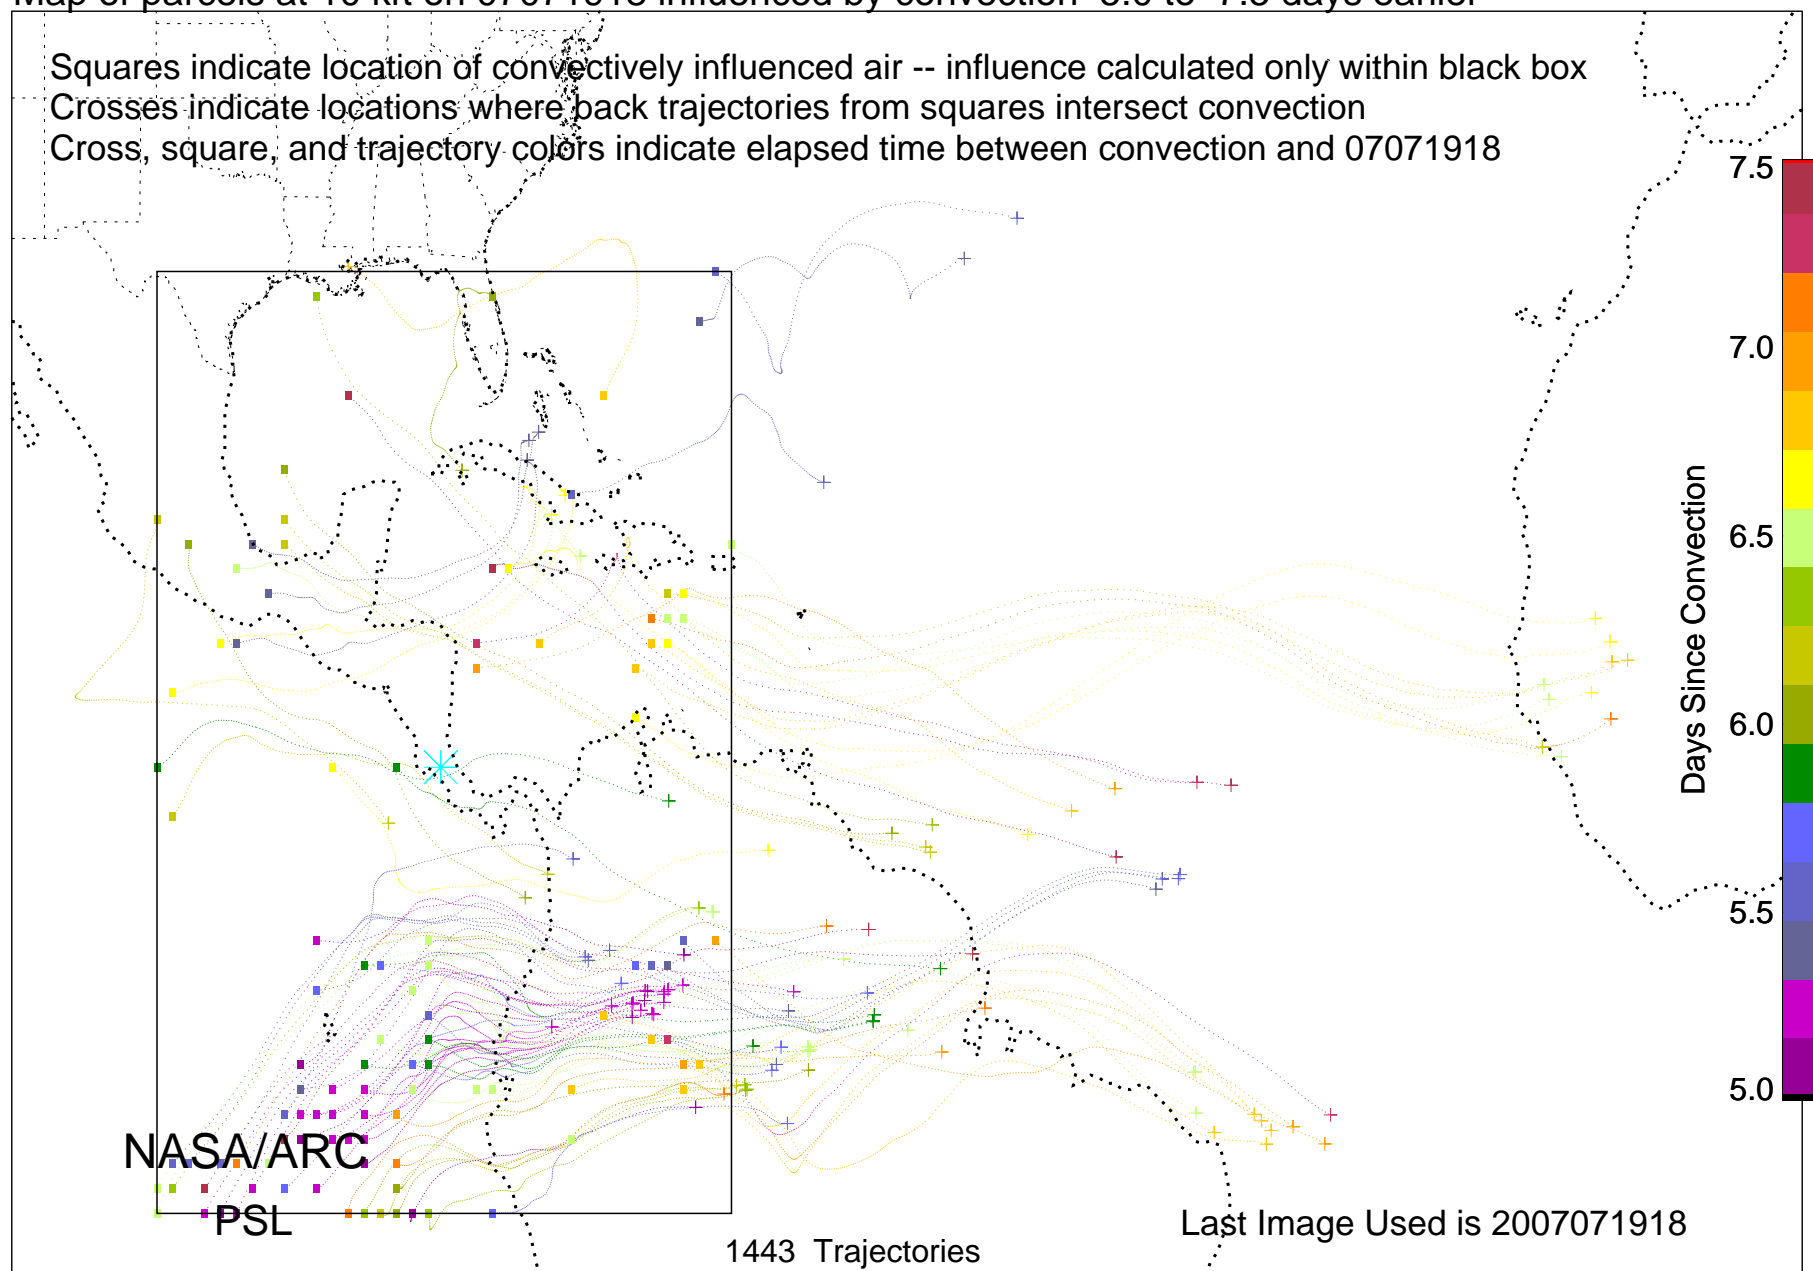 Squares indicate location of convectively influenced air -- influence calculated only within black box
Crosses indicate locations where back trajectories from squares intersect convection
Cross, square, and trajectory colors indicate elapsed time between convection and 07071918
7.5
7.0
6.5
6.0
5.5
5.0
Days Since Convection
NASA/ARC
PSL
Last Image Used is 2007071918
1443 Trajectories